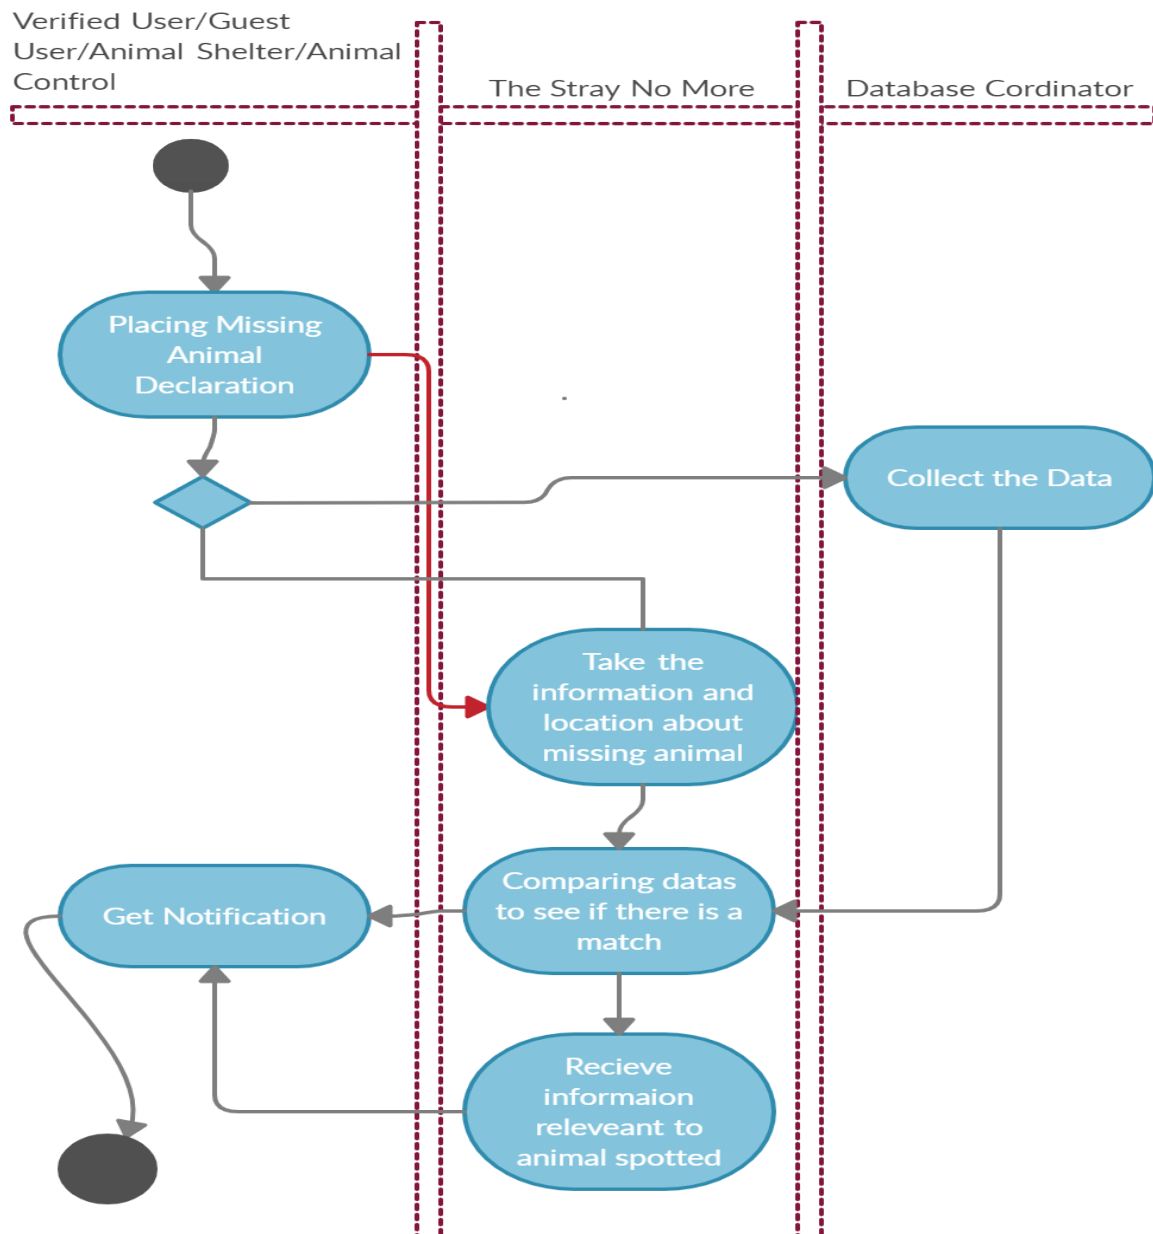 Verified User/Guest
User/Animal Shelter/Animal
Control
The Stray No More
Database Cordinator
Placing Missing
Animal
Declaration
Collect the Data
Take the
information and
location about
missing animal
Comparing datas
to see if there is a
match
Get Notification
Recieve
informaion
releveant to
animal spotted